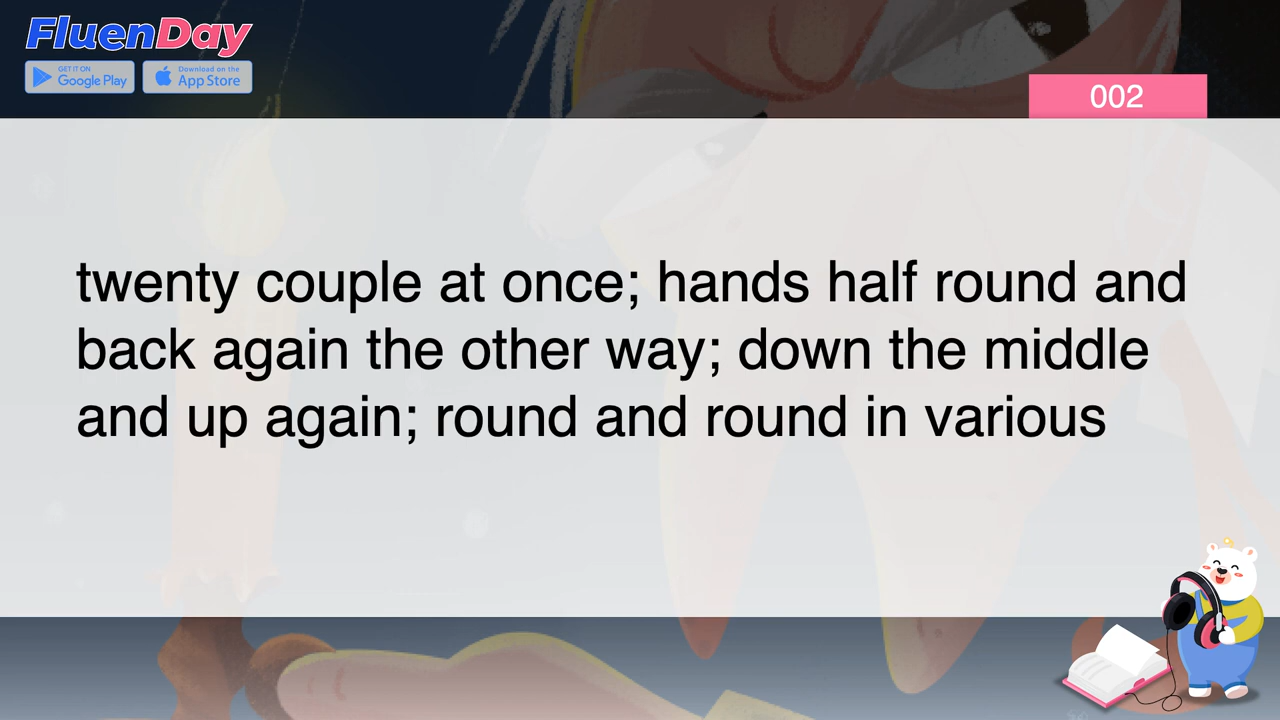 FluenDay
GET IT ON
Google Play
Download on the
App Store
002
twenty couple at once; hands half round and
back again the other way; down the middle
and up again; round and round in various